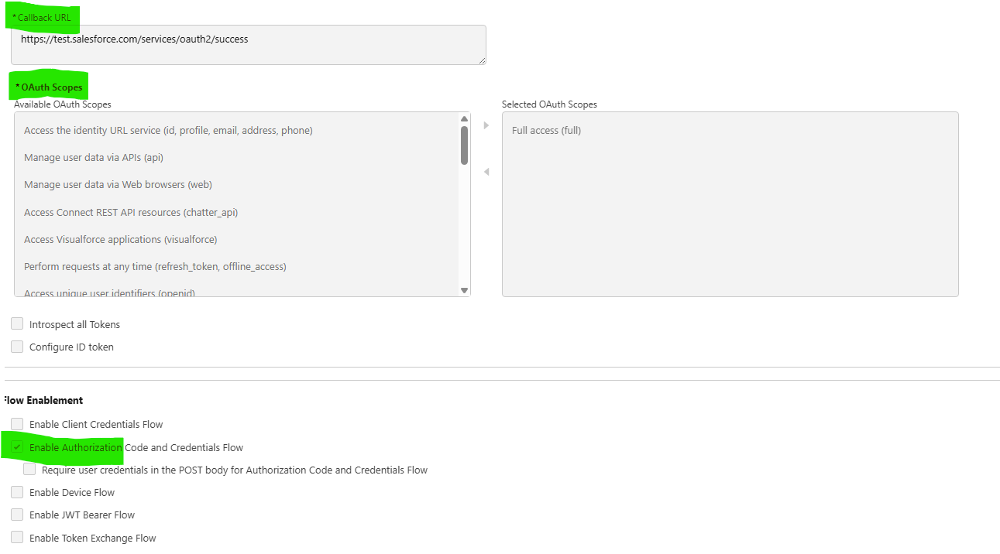 *Callback URL
https://test.salesforce.com/services/oauth2/success
*OAuth Scopes
Available OAuth Scopes
Selected OAuth Scopes
Access the identity URL service (id, profile, email, address, phone)
Full access (full)
Manage user data via APIs (api)
Manage user data via Web browsers (web)
Access Connect REST API resources (chatter_api)
Access Visualforce applications (visualforce)
Perform requests at any time (refresh_token, offline_access)
Access unique user identifiers (openid)
Introspect all Tokens
Configure ID token
Flow Enablement
Enable Client Credentials Flow
Enable Authorization Code and Credentials Flow
Require user credentials in the POST body for Authorization Code and Credentials Flow
Enable Device Flow
Enable JWT Bearer Flow
Enable Token Exchange Flow